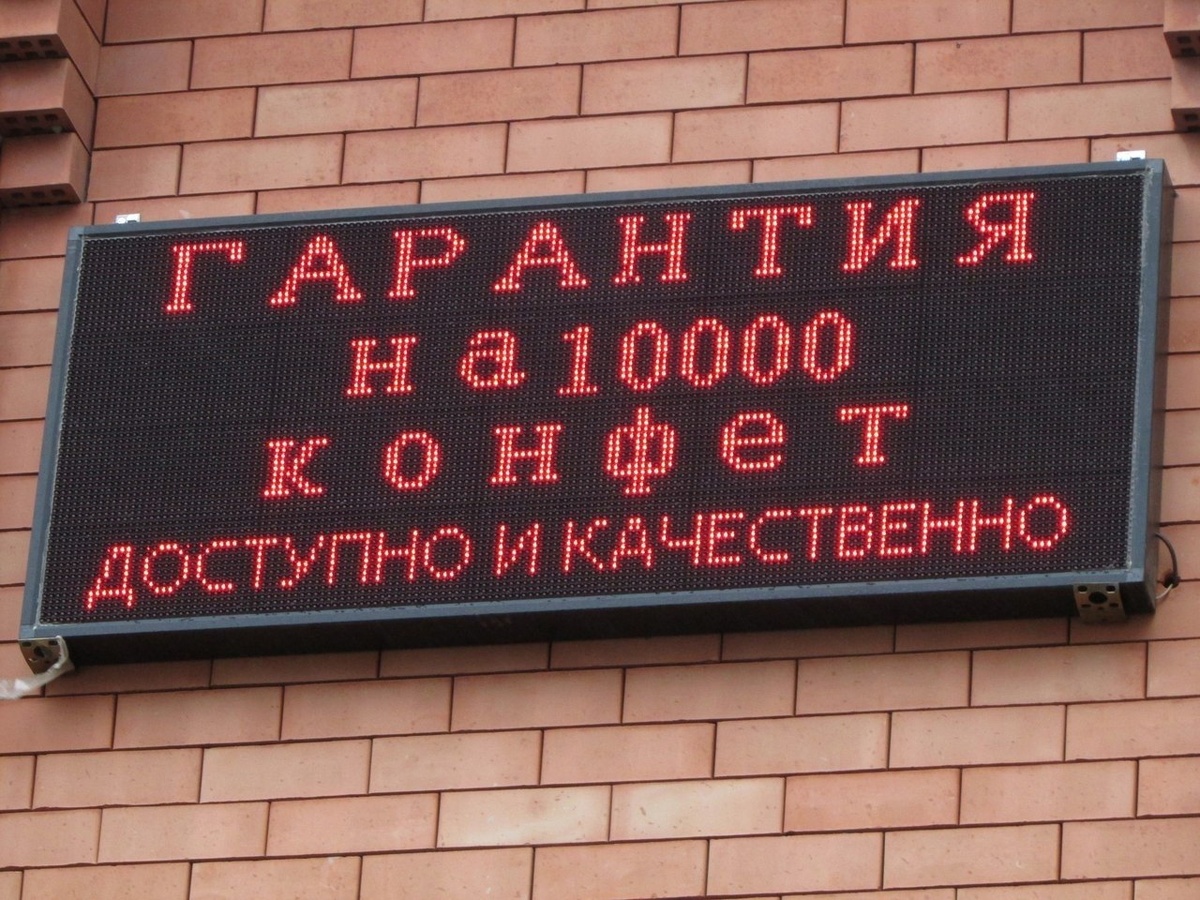 ГАРАНТИЯ
на10000
конфет
ДОСТУПНО И КАЧЕСТВЕННО